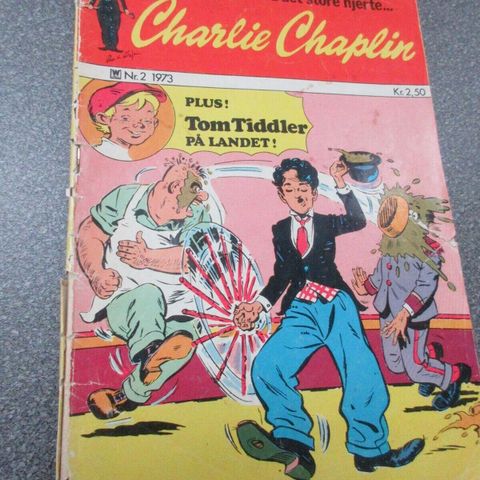 det store hjerte...
Charlie Chaplin
W Nr. 2 1973
Kr. 2,50
PLUS!
Tom Tiddler
PÅ LANDET!